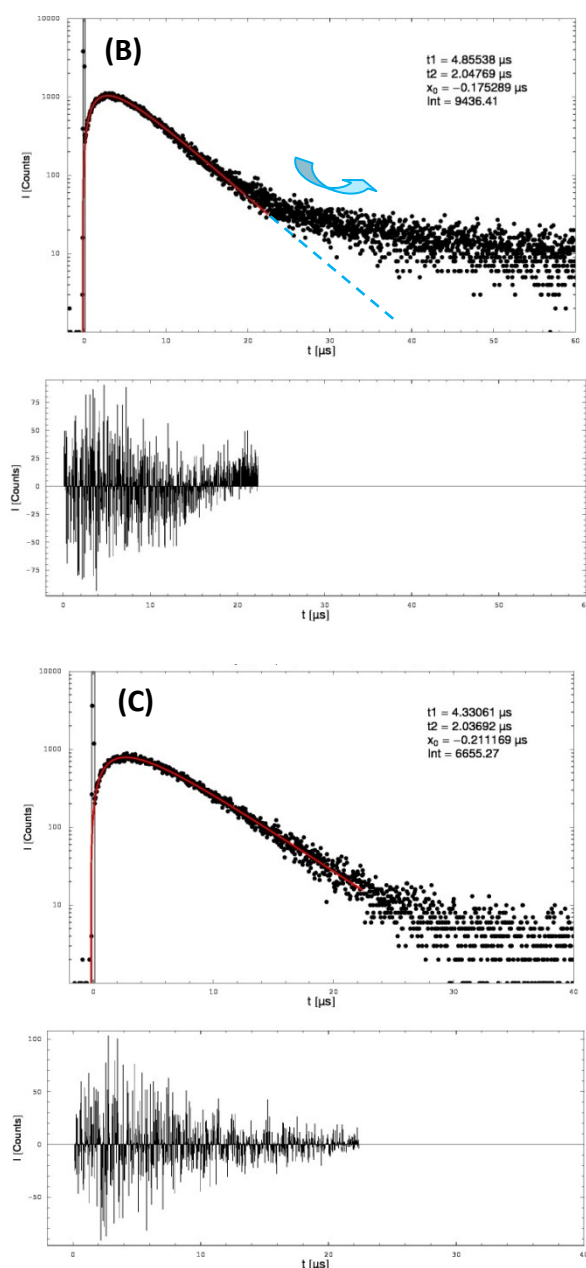 (B)
t1 = 4.85538 µs
t2 = 2.04769 µs
x₀ = −0.175289 µs
Int = 9436.41
10000
1000
100
10
I [Counts]
0 10 20 30 40 50 60
t [µs]
75
50
25
0
−25
−50
−75
I [Counts]
0 10 20 30 40 50 60
t [µs]
(C)
t1 = 4.33061 µs
t2 = 2.03692 µs
x₀ = −0.211169 µs
Int = 6655.27
10000
1000
100
10
I [Counts]
0 10 20 30 40
t [µs]
100
50
0
−50
I [Counts]
0 10 20 30 40
t [µs]